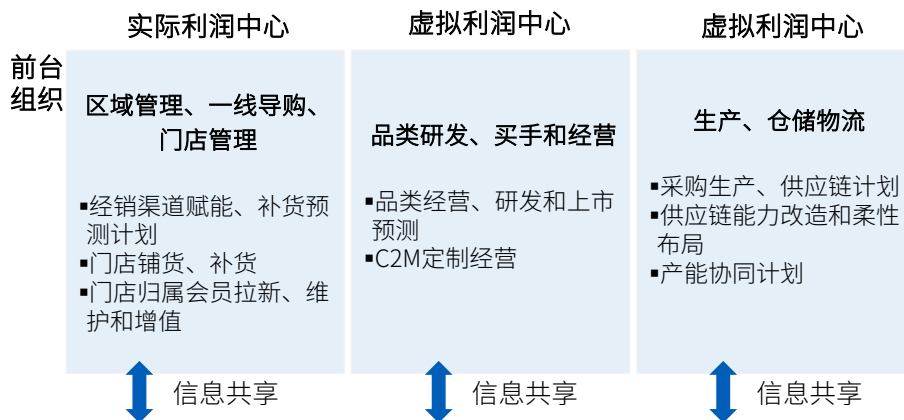 实际利润中心
虚拟利润中心
虚拟利润中心
前台
组织
区域管理、一线导购、
门店管理
▪经销渠道赋能、补货预
测计划
▪门店铺货、补货
▪门店归属会员拉新、维
护和增值
品类研发、买手和经营
▪品类经营、研发和上市
预测
▪C2M定制经营
生产、仓储物流
▪采购生产、供应链计划
▪供应链能力改造和柔性
布局
▪产能协同计划
信息共享
信息共享
信息共享